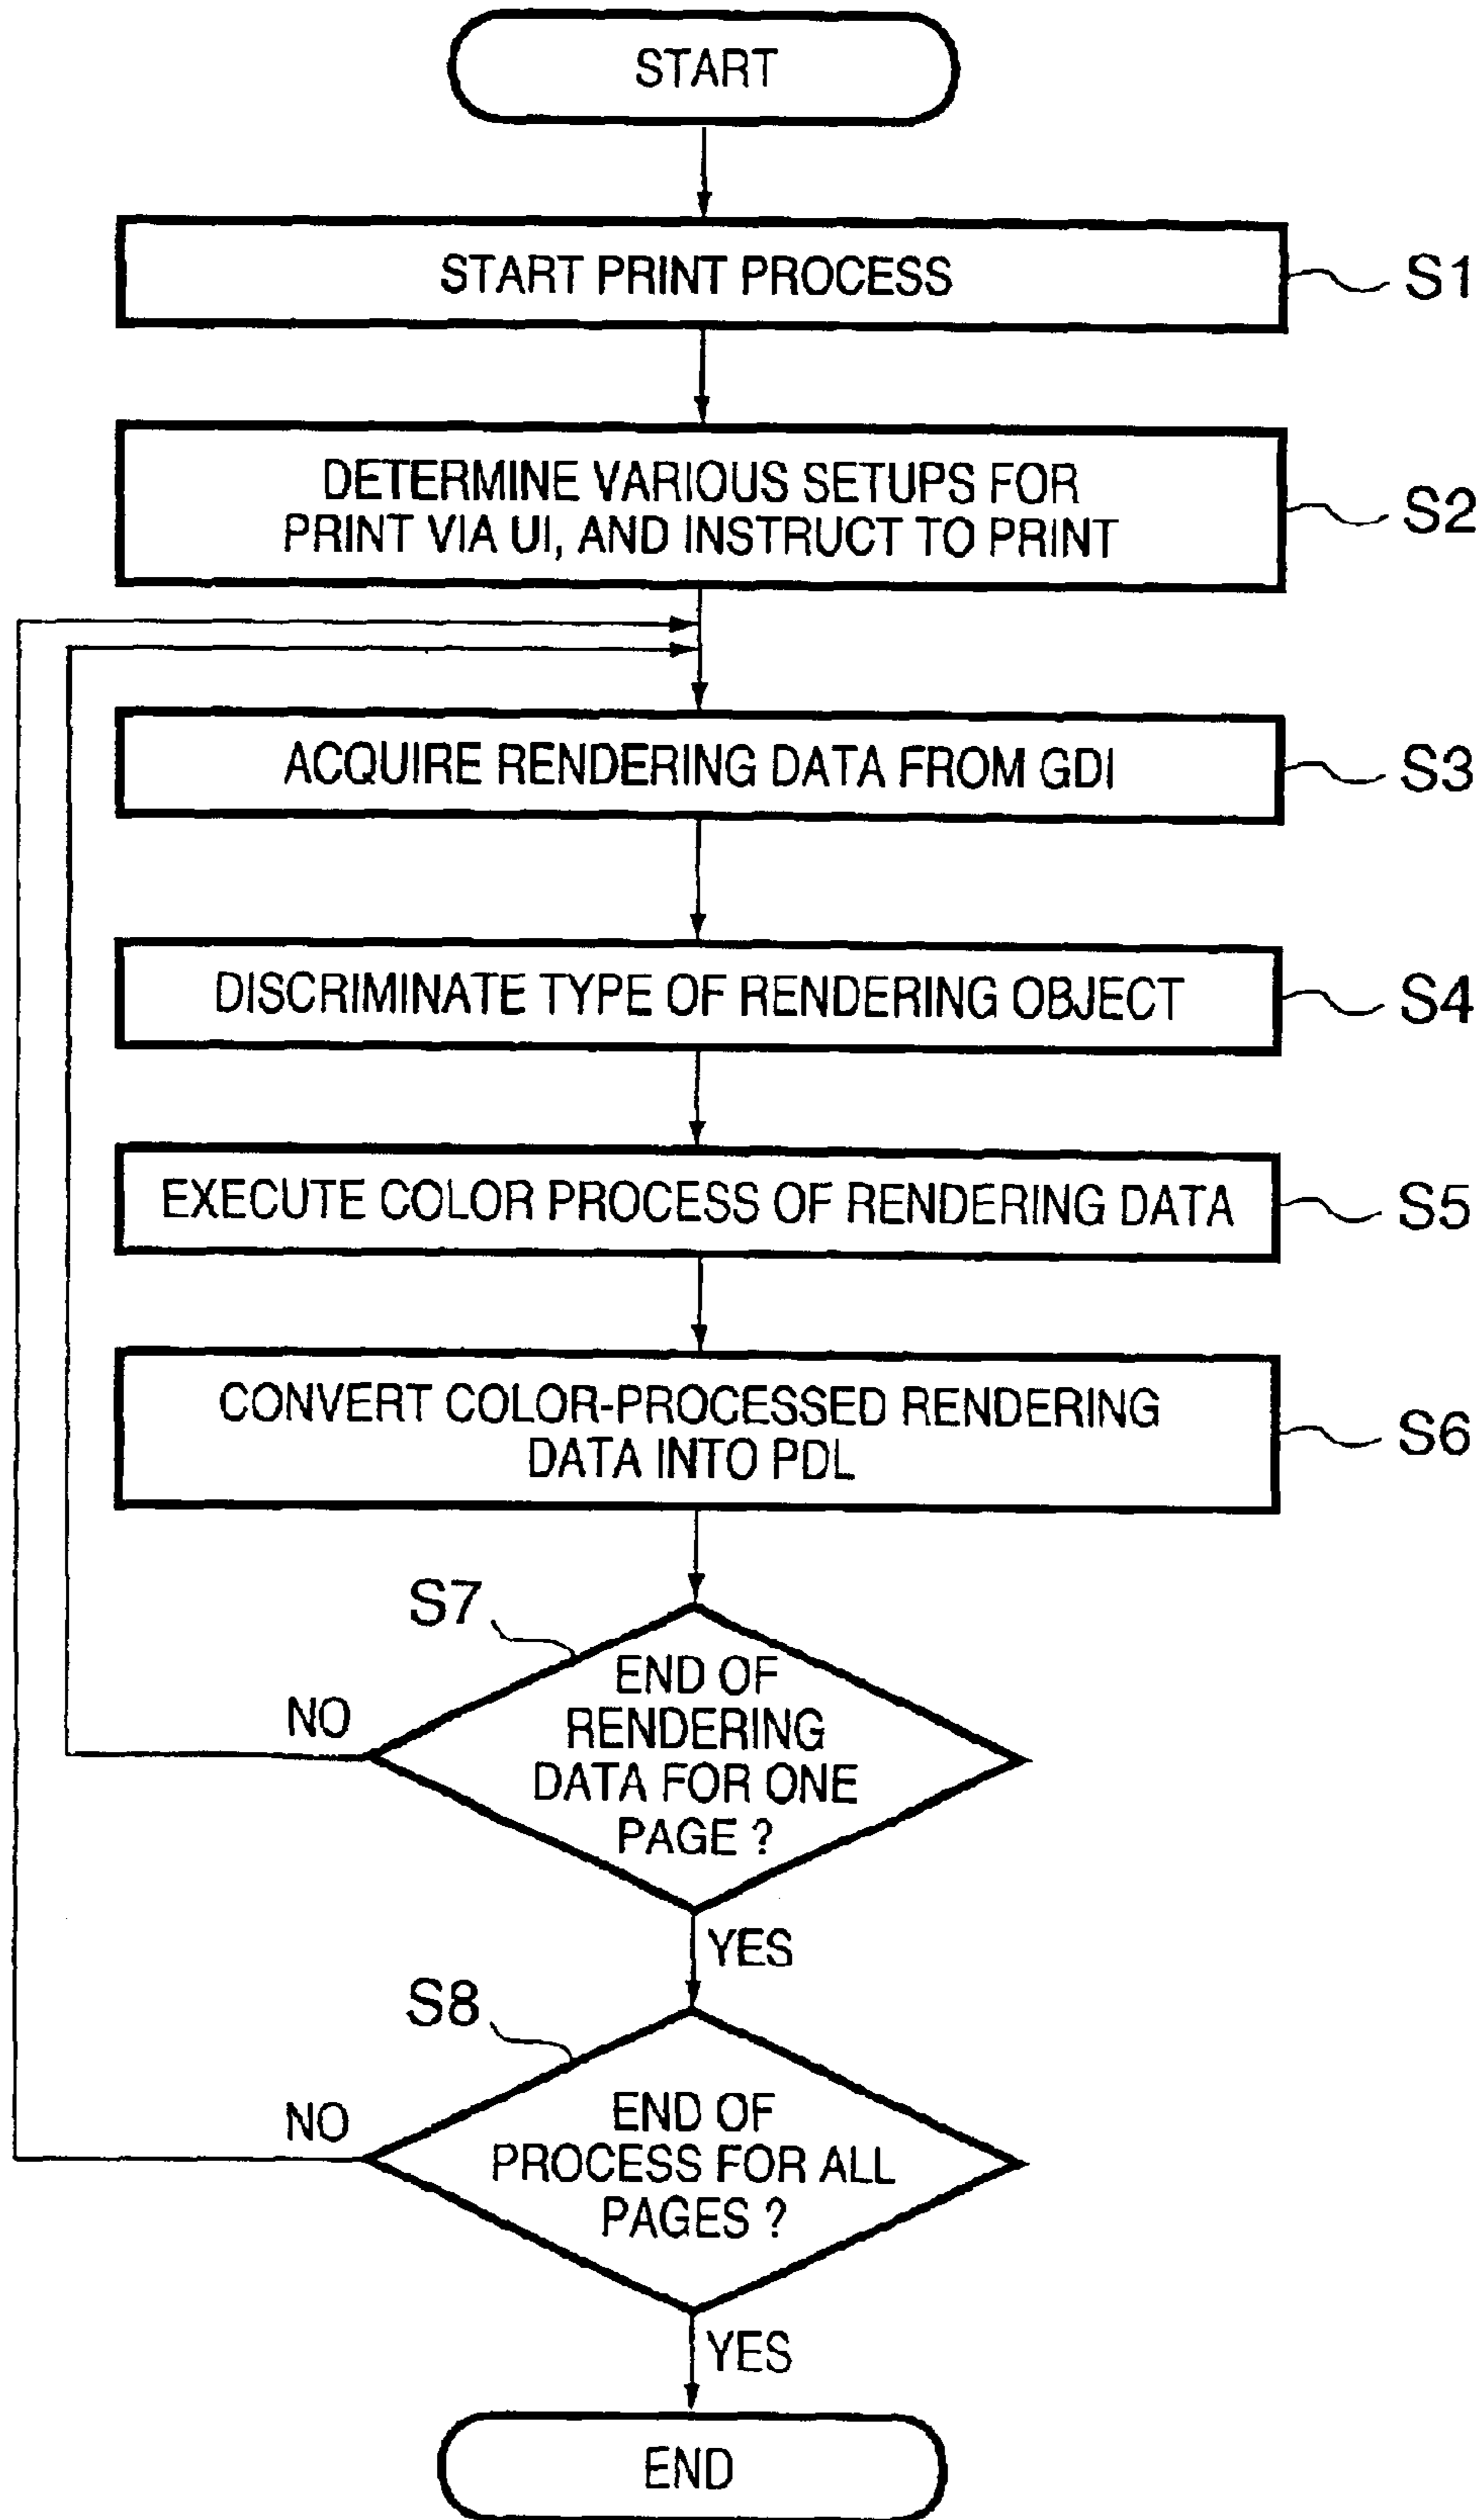 START
START PRINT PROCESS
S1
DETERMINE VARIOUS SETUPS FOR
PRINT VIA UI, AND INSTRUCT TO PRINT
S2
ACQUIRE RENDERING DATA FROM GDI
S3
DISCRIMINATE TYPE OF RENDERING OBJECT
S4
EXECUTE COLOR PROCESS OF RENDERING DATA
S5
CONVERT COLOR-PROCESSED RENDERING
DATA INTO PDL
S6
S7
END OF
RENDERING
DATA FOR ONE
PAGE ?
NO
YES
S8
END OF
PROCESS FOR ALL
PAGES ?
NO
YES
END